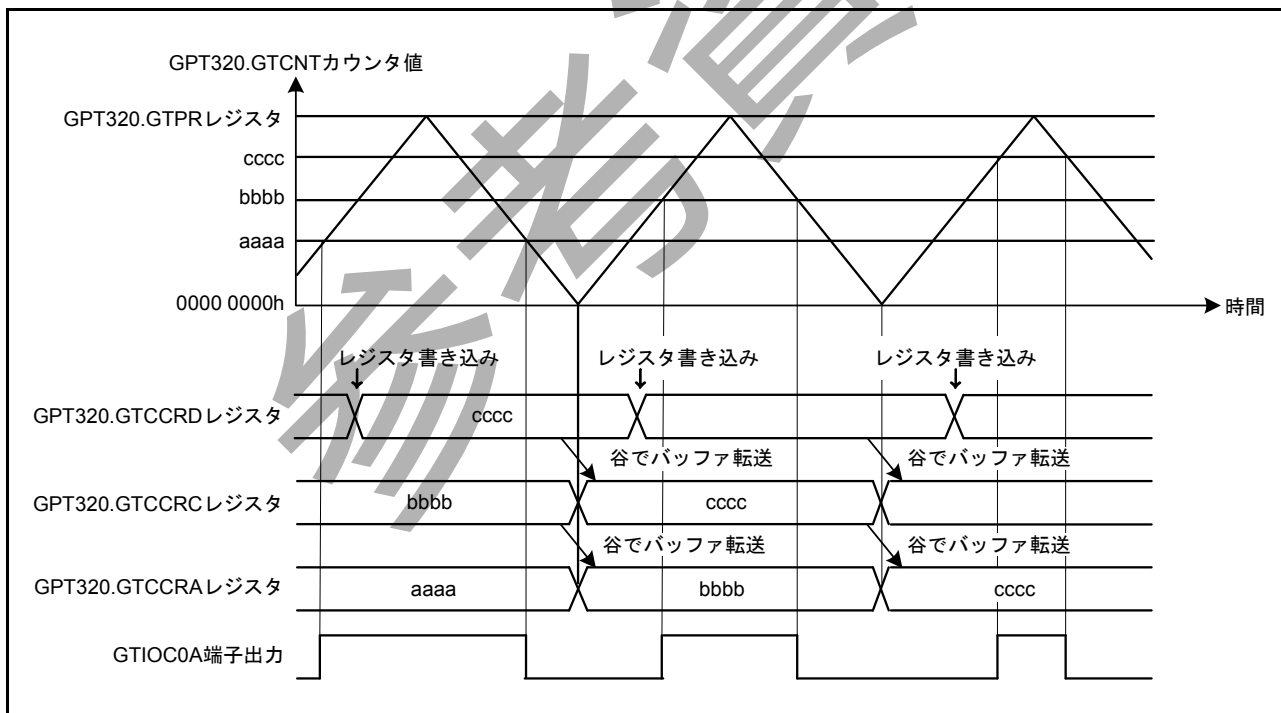 GPT320.GTCNTカウンタ値
GPT320.GTPRレジスタ
cccc
bbbb
aaaa
0000 0000h
時間
レジスタ書き込み
レジスタ書き込み
レジスタ書き込み
GPT320.GTCCRDレジスタ
cccc
谷でバッファ転送
谷でバッファ転送
GPT320.GTCCRCレジスタ
bbbb
cccc
谷でバッファ転送
谷でバッファ転送
GPT320.GTCCRAレジスタ
aaaa
bbbb
cccc
GTIOC0A端子出力
参考